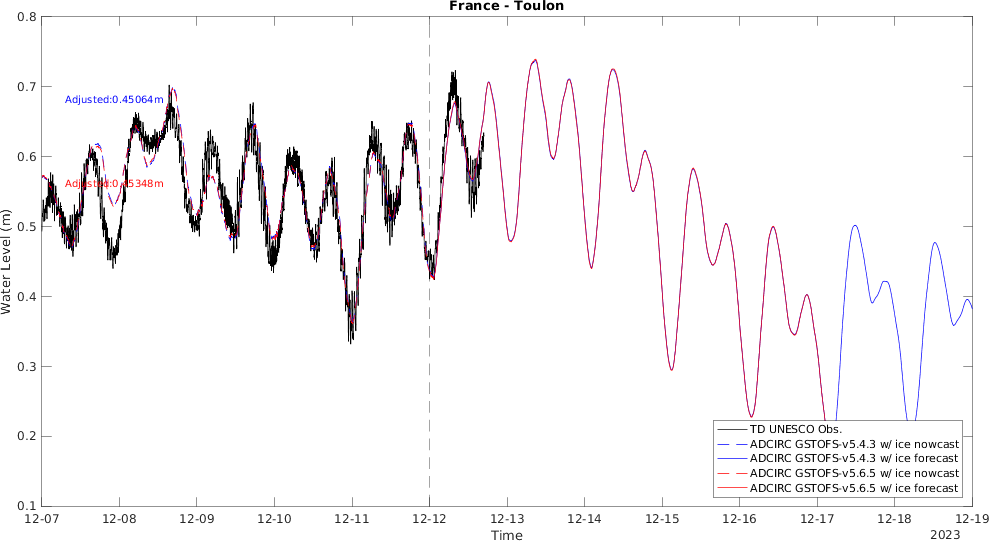 France - Toulon
0.8
0.7
0.6
0.5
0.4
0.3
0.2
0.1
Water Level (m)
Adjusted:0.45064m
Adjusted:0.45348m
TD UNESCO Obs.
ADCIRC GSTOFS-v5.4.3 w/ ice nowcast
ADCIRC GSTOFS-v5.4.3 w/ ice forecast
ADCIRC GSTOFS-v5.6.5 w/ ice nowcast
ADCIRC GSTOFS-v5.6.5 w/ ice forecast
12-07 12-08 12-09 12-10 12-11 12-12 12-13 12-14 12-15 12-16 12-17 12-18 12-19
Time
2023